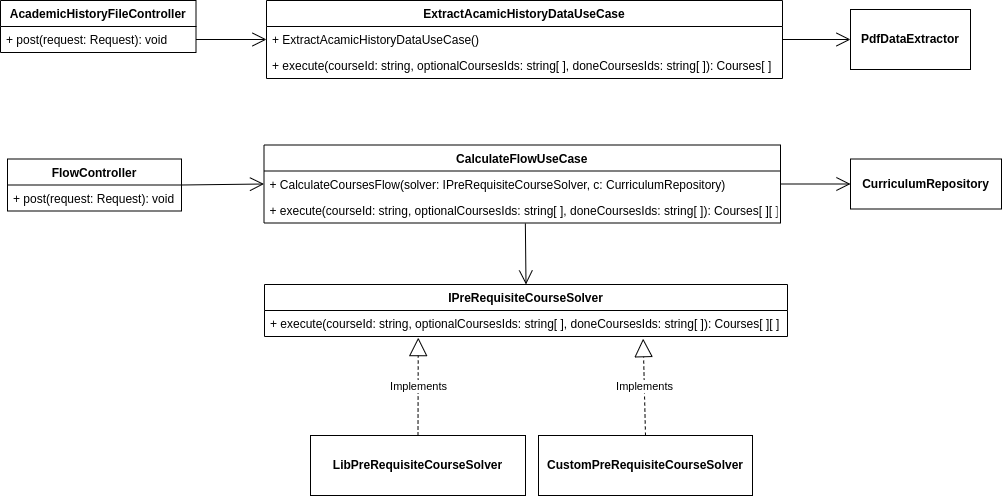 AcademicHistoryFileController
+ post(request: Request): void
ExtractAcamicHistoryDataUseCase
+ ExtractAcamicHistoryDataUseCase()
+ execute(courseId: string, optionalCoursesIds: string[ ], doneCoursesIds: string[ ]): Courses[ ]
PdfDataExtractor
FlowController
+ post(request: Request): void
CalculateFlowUseCase
+ CalculateCoursesFlow(solver: IPreRequisiteCourseSolver, c: CurriculumRepository)
+ execute(courseId: string, optionalCoursesIds: string[ ], doneCoursesIds: string[ ]): Courses[ ][ ]
CurriculumRepository
IPreRequisiteCourseSolver
+ execute(courseId: string, optionalCoursesIds: string[ ], doneCoursesIds: string[ ]): Courses[ ][ ]
Implements
Implements
LibPreRequisiteCourseSolver
CustomPreRequisiteCourseSolver